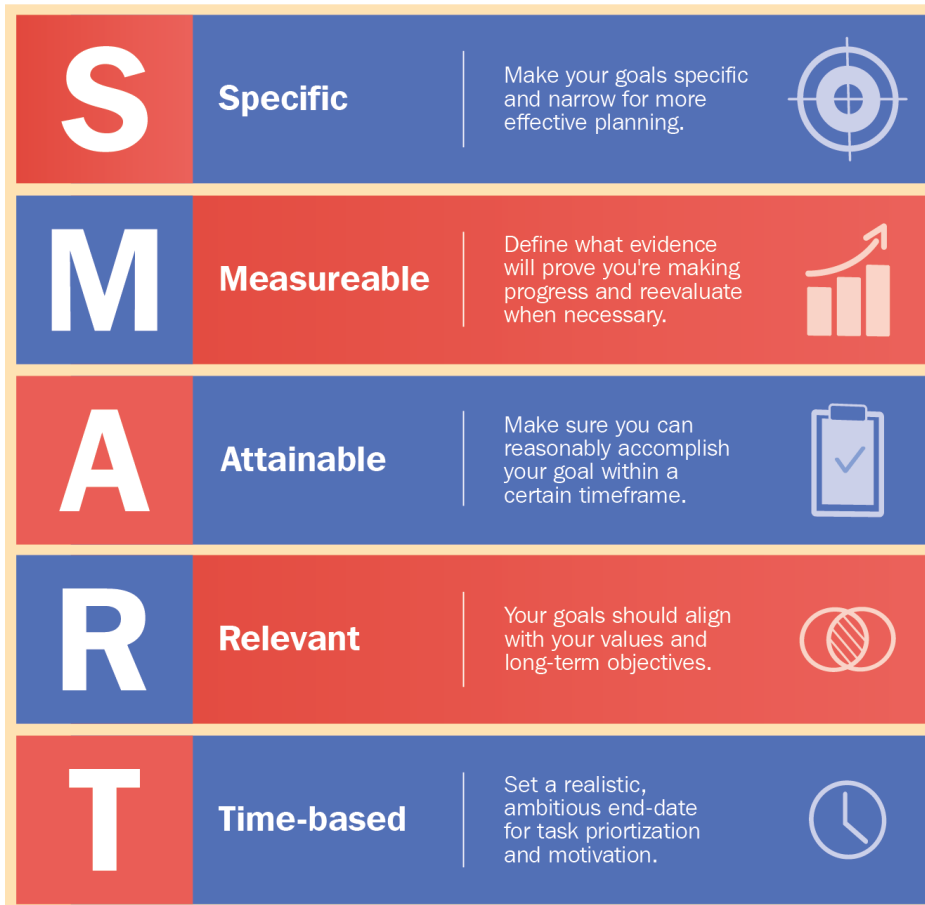 S
Specific
Make your goals specific
and narrow for more
effective planning.
M
Measureable
Define what evidence
will prove you're making
progress and reevaluate
when necessary.
A
Attainable
Make sure you can
reasonably accomplish
your goal within a
certain timeframe.
R
Relevant
Your goals should align
with your values and
long-term objectives.
T
Time-based
Set a realistic,
ambitious end-date
for task priortization
and motivation.